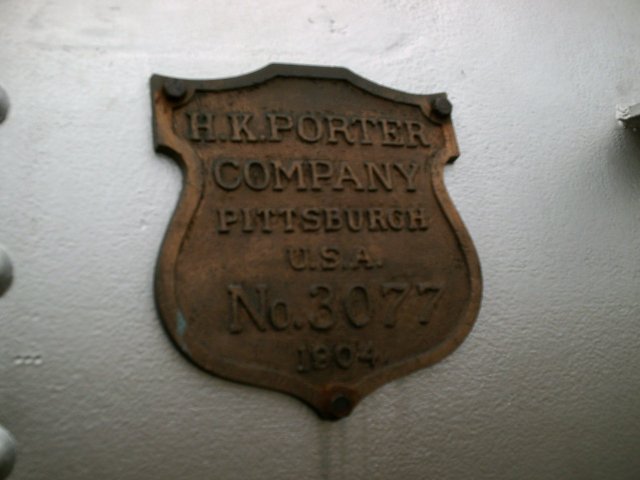 H.K.PORTER
COMPANY
PITTSBURGH
U.S.A.
No.3077
1904.